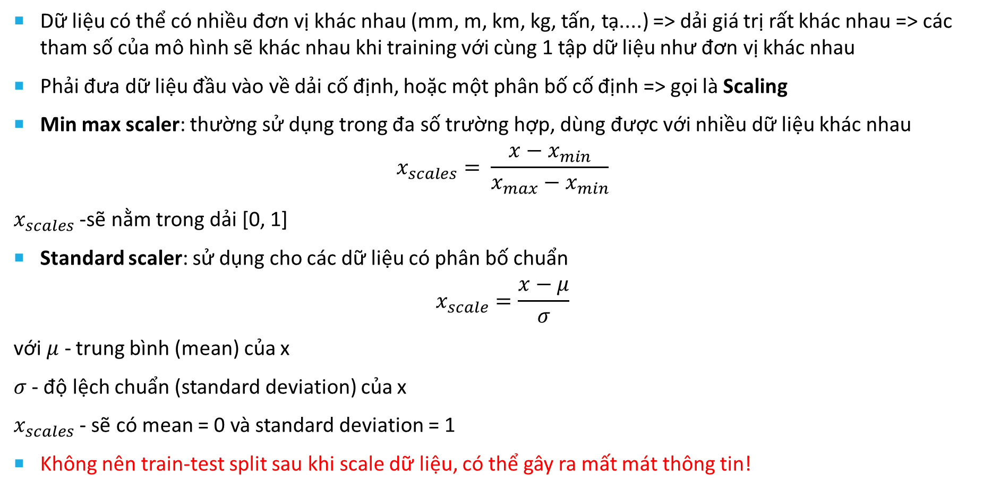 Dữ liệu có thể có nhiều đơn vị khác nhau (mm, m, km, kg, tấn, tạ....) => dải giá trị rất khác nhau => các
tham số của mô hình sẽ khác nhau khi training với cùng 1 tập dữ liệu như đơn vị khác nhau
Phải đưa dữ liệu đầu vào về dải cố định, hoặc một phân bố cố định => gọi là Scaling
Min max scaler: thường sử dụng trong đa số trường hợp, dùng được với nhiều dữ liệu khác nhau
x_{scales} = \frac{x - x_{min}}{x_{max} - x_{min}}
x_{scales} -sẽ nằm trong dải [0, 1]
Standard scaler: sử dụng cho các dữ liệu có phân bố chuẩn
x_{scale} = \frac{x - μ}{σ}
với μ - trung bình (mean) của x
σ - độ lệch chuẩn (standard deviation) của x
x_{scales} - sẽ có mean = 0 và standard deviation = 1
Không nên train-test split sau khi scale dữ liệu, có thể gây ra mất mát thông tin!